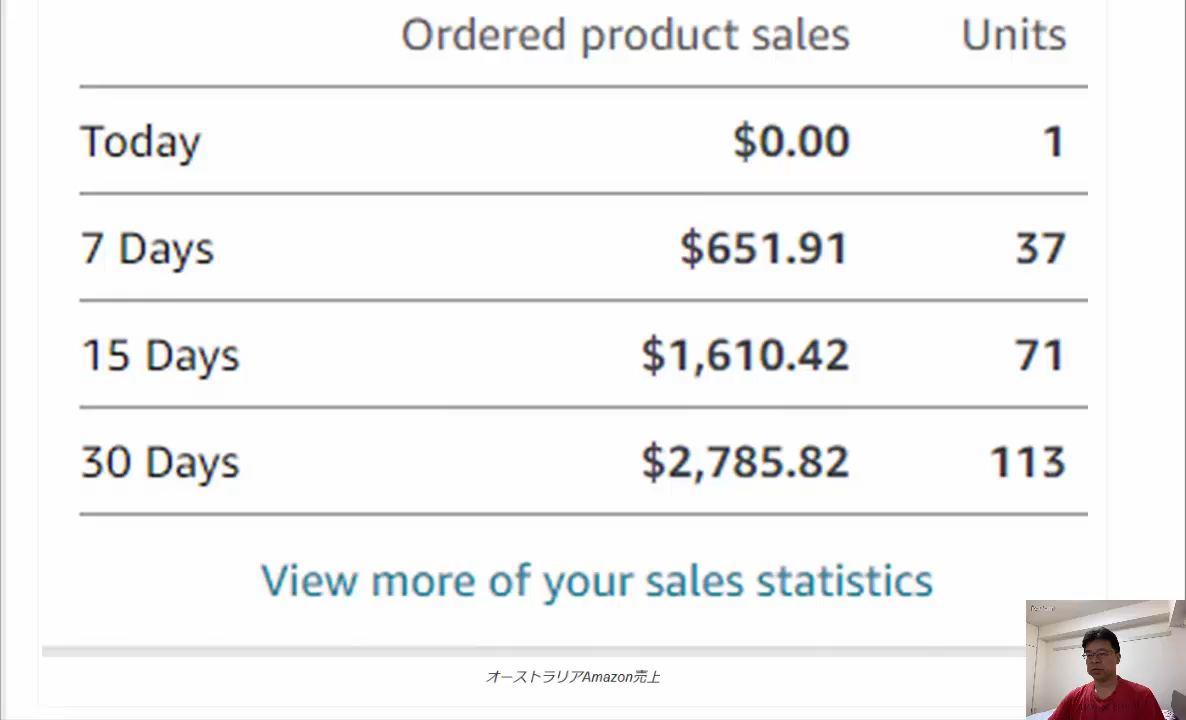 Ordered product sales Units
Today $0.00 1
7 Days $651.91 37
15 Days $1,610.42 71
30 Days $2,785.82 113
View more of your sales statistics
オーストラリアAmazon売上